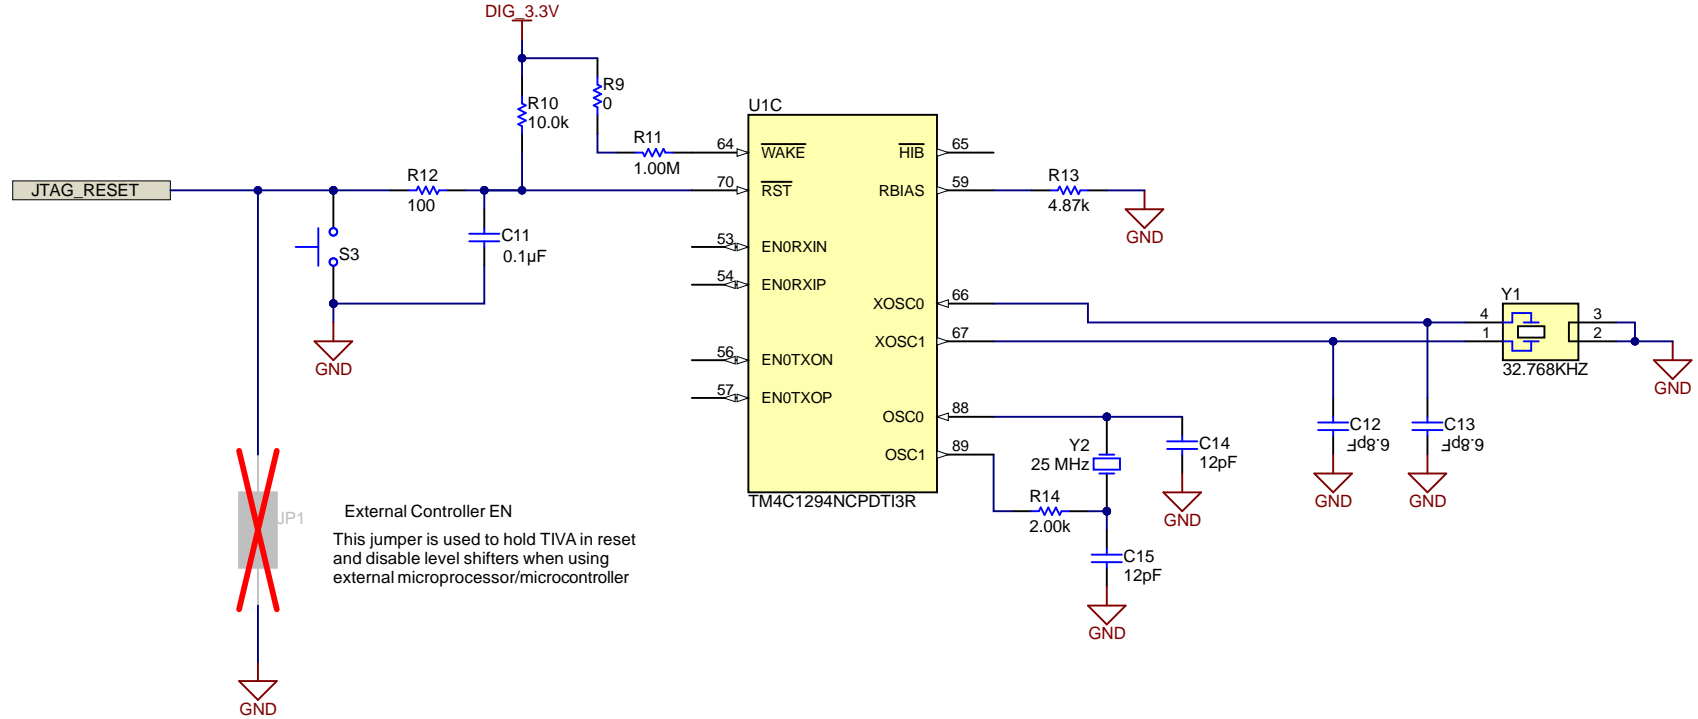 DIG_3.3V
R9
0
R10
10.0k
U1C
R11
1.00M
64
WAKE
HIB
65
JTAG_RESET
R12
100
70
RST
RBIAS
59
R13
4.87k
GND
S3
C11
0.1µF
GND
53
EN0RXIN
54
EN0RXIP
56
EN0TXON
57
EN0TXOP
XOSC0
66
XOSC1
67
OSC0
88
OSC1
89
TM4C1294NCPDTI3R
Y1
4
1
3
2
32.768KHZ
GND
C12
6.8pF
GND
C13
6.8pF
GND
Y2
25 MHz
C14
12pF
GND
R14
2.00k
C15
12pF
GND
JP1
External Controller EN
This jumper is used to hold TIVA in reset
and disable level shifters when using
external microprocessor/microcontroller
GND